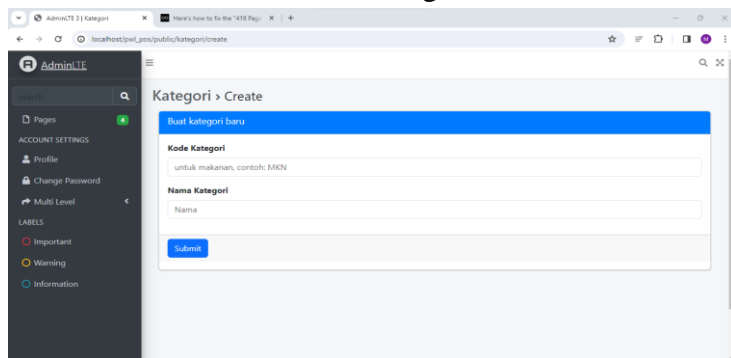 AdminLTE 3 | Kategori
Here's how to fix the "419 Page
localhost/pwl_pos/public/kategori/create
AdminLTE
search
Pages 4
ACCOUNT SETTINGS
Profile
Change Password
Multi Level
LABELS
Important
Warning
Information
Kategori › Create
Buat kategori baru
Kode Kategori
untuk makanan, contoh: MKN
Nama Kategori
Nama
Submit